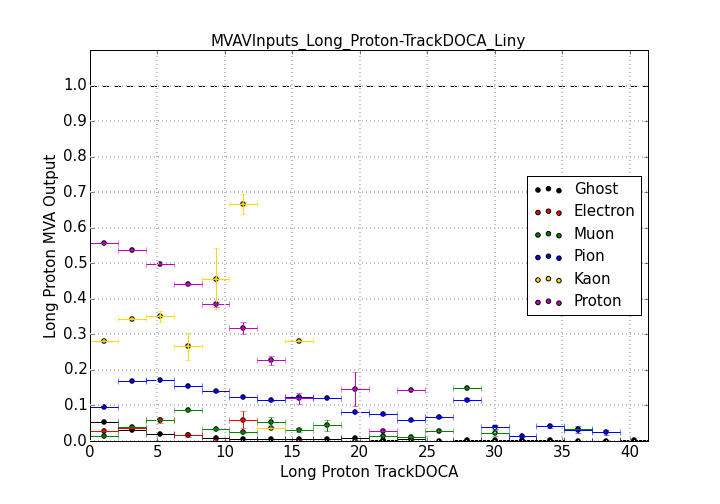 MVAVInputs_Long_Proton-TrackDOCA_Liny
Long Proton MVA Output
1.0
0.9
0.8
0.7
0.6
0.5
0.4
0.3
0.2
0.1
0.0
Ghost
Electron
Muon
Pion
Kaon
Proton
0 5 10 15 20 25 30 35 40
Long Proton TrackDOCA